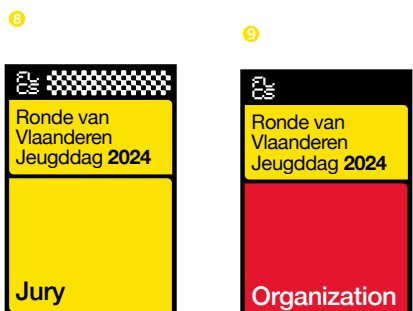 8
Ronde van
Vlaanderen
Jeugddag 2024
Jury
9
Ronde van
Vlaanderen
Jeugddag 2024
Organization